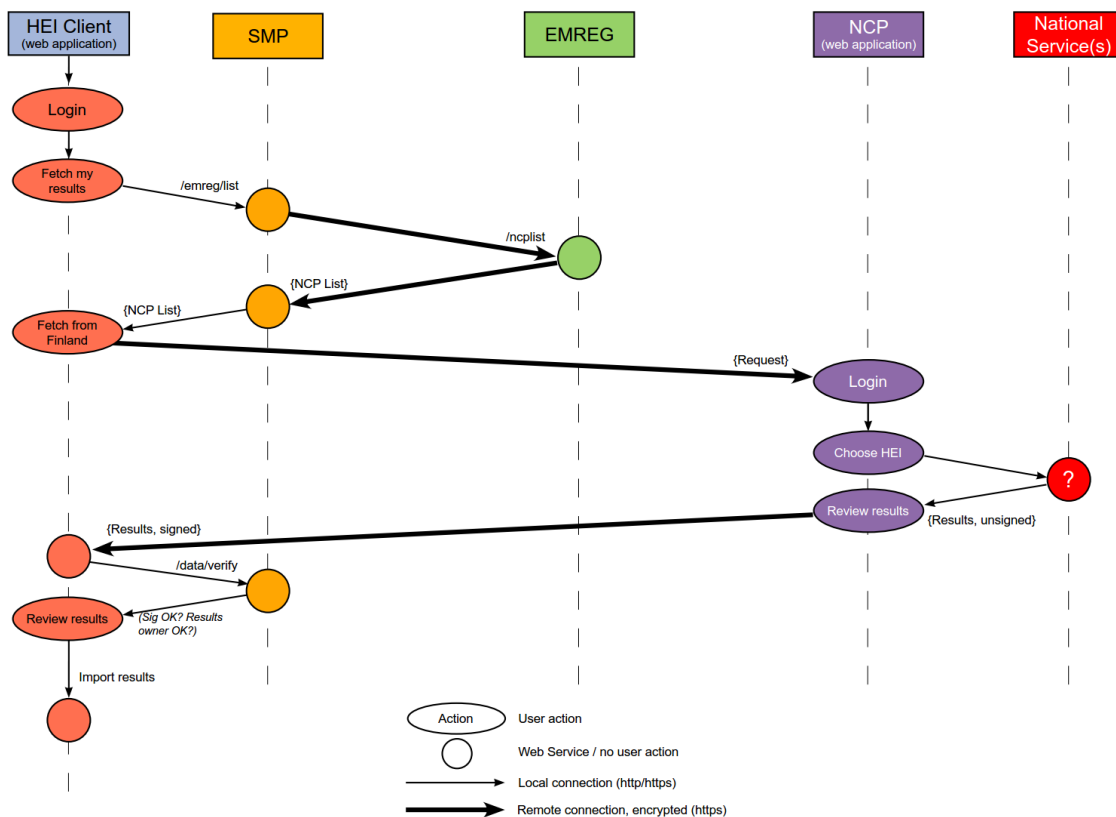 HEI Client
(web application)
SMP
EMREG
NCP
(web application)
National
Service(s)
Login
Fetch my
results
/emreg/list
/ncplist
{NCP List}
{NCP List}
Fetch from
Finland
{Request}
Login
Choose HEI
?
Review results
{Results, unsigned}
{Results, signed}
/data/verify
Review results
(Sig OK? Results
owner OK?)
Import results
Action
User action
Web Service / no user action
Local connection (http/https)
Remote connection, encrypted (https)